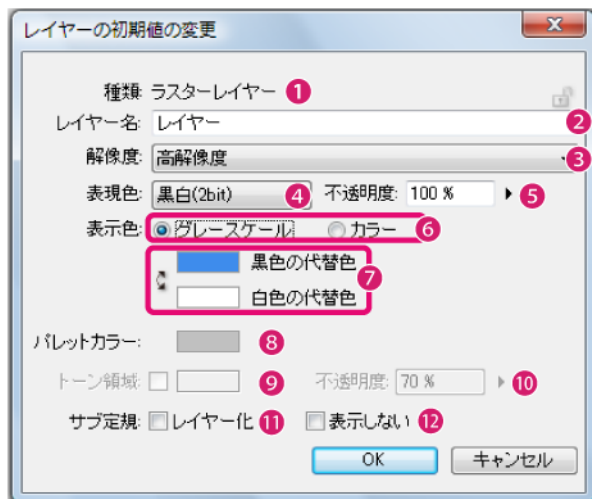 レイヤーの初期値の変更
種類: ラスターレイヤー 1
レイヤー名: レイヤー 2
解像度: 高解像度 3
表現色: 黒白(2bit) 4 不透明度: 100 % 5
表示色: グレースケール カラー 6
黒色の代替色
7
白色の代替色
パレットカラー: 8
トーン領域: 9 不透明度: 70 % 10
サブ定規: レイヤー化 11 表示しない 12
OK キャンセル